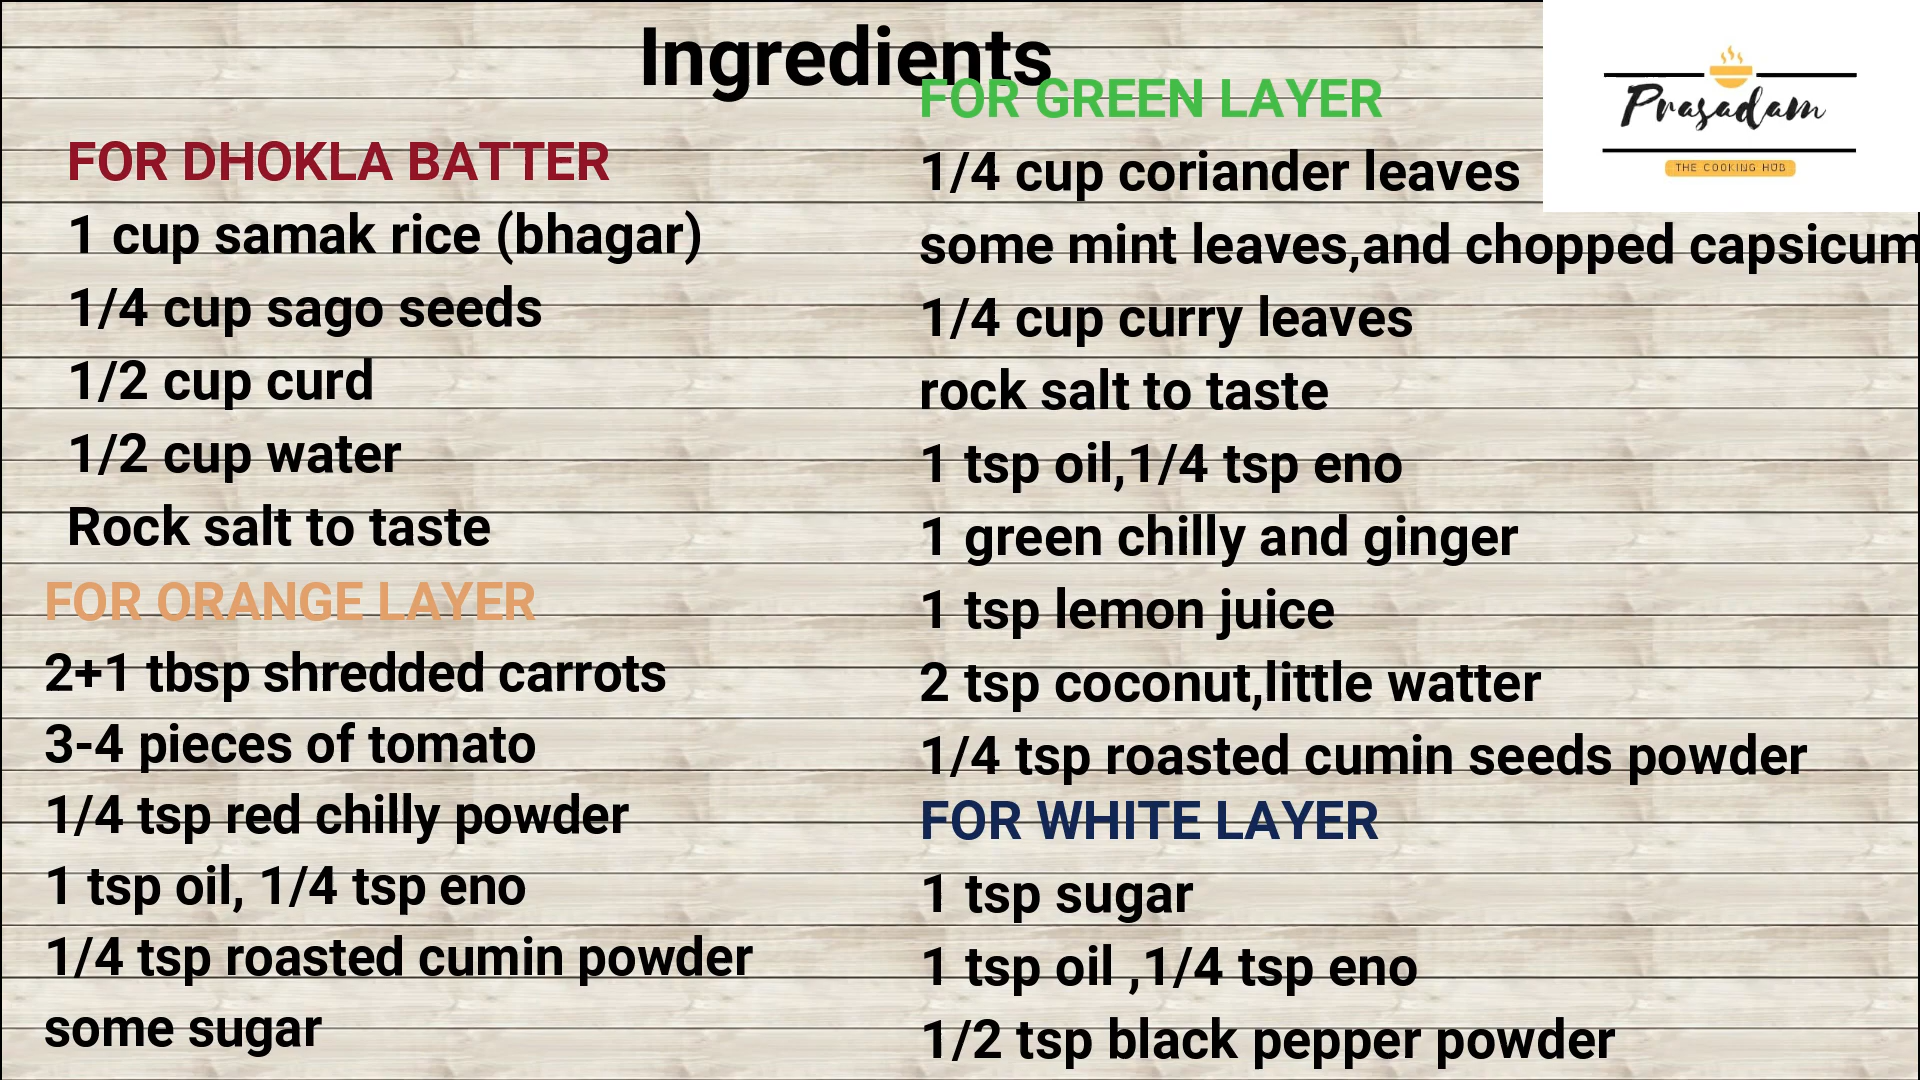 Ingredients
FOR DHOKLA BATTER
1 cup samak rice (bhagar)
1/4 cup sago seeds
1/2 cup curd
1/2 cup water
Rock salt to taste
FOR ORANGE LAYER
2+1 tbsp shredded carrots
3-4 pieces of tomato
1/4 tsp red chilly powder
1 tsp oil, 1/4 tsp eno
1/4 tsp roasted cumin powder
some sugar
FOR GREEN LAYER
1/4 cup coriander leaves
some mint leaves,and chopped capsicum
1/4 cup curry leaves
rock salt to taste
1 tsp oil,1/4 tsp eno
1 green chilly and ginger
1 tsp lemon juice
2 tsp coconut,little watter
1/4 tsp roasted cumin seeds powder
FOR WHITE LAYER
1 tsp sugar
1 tsp oil ,1/4 tsp eno
1/2 tsp black pepper powder
Prasadam
THE COOKING HUB